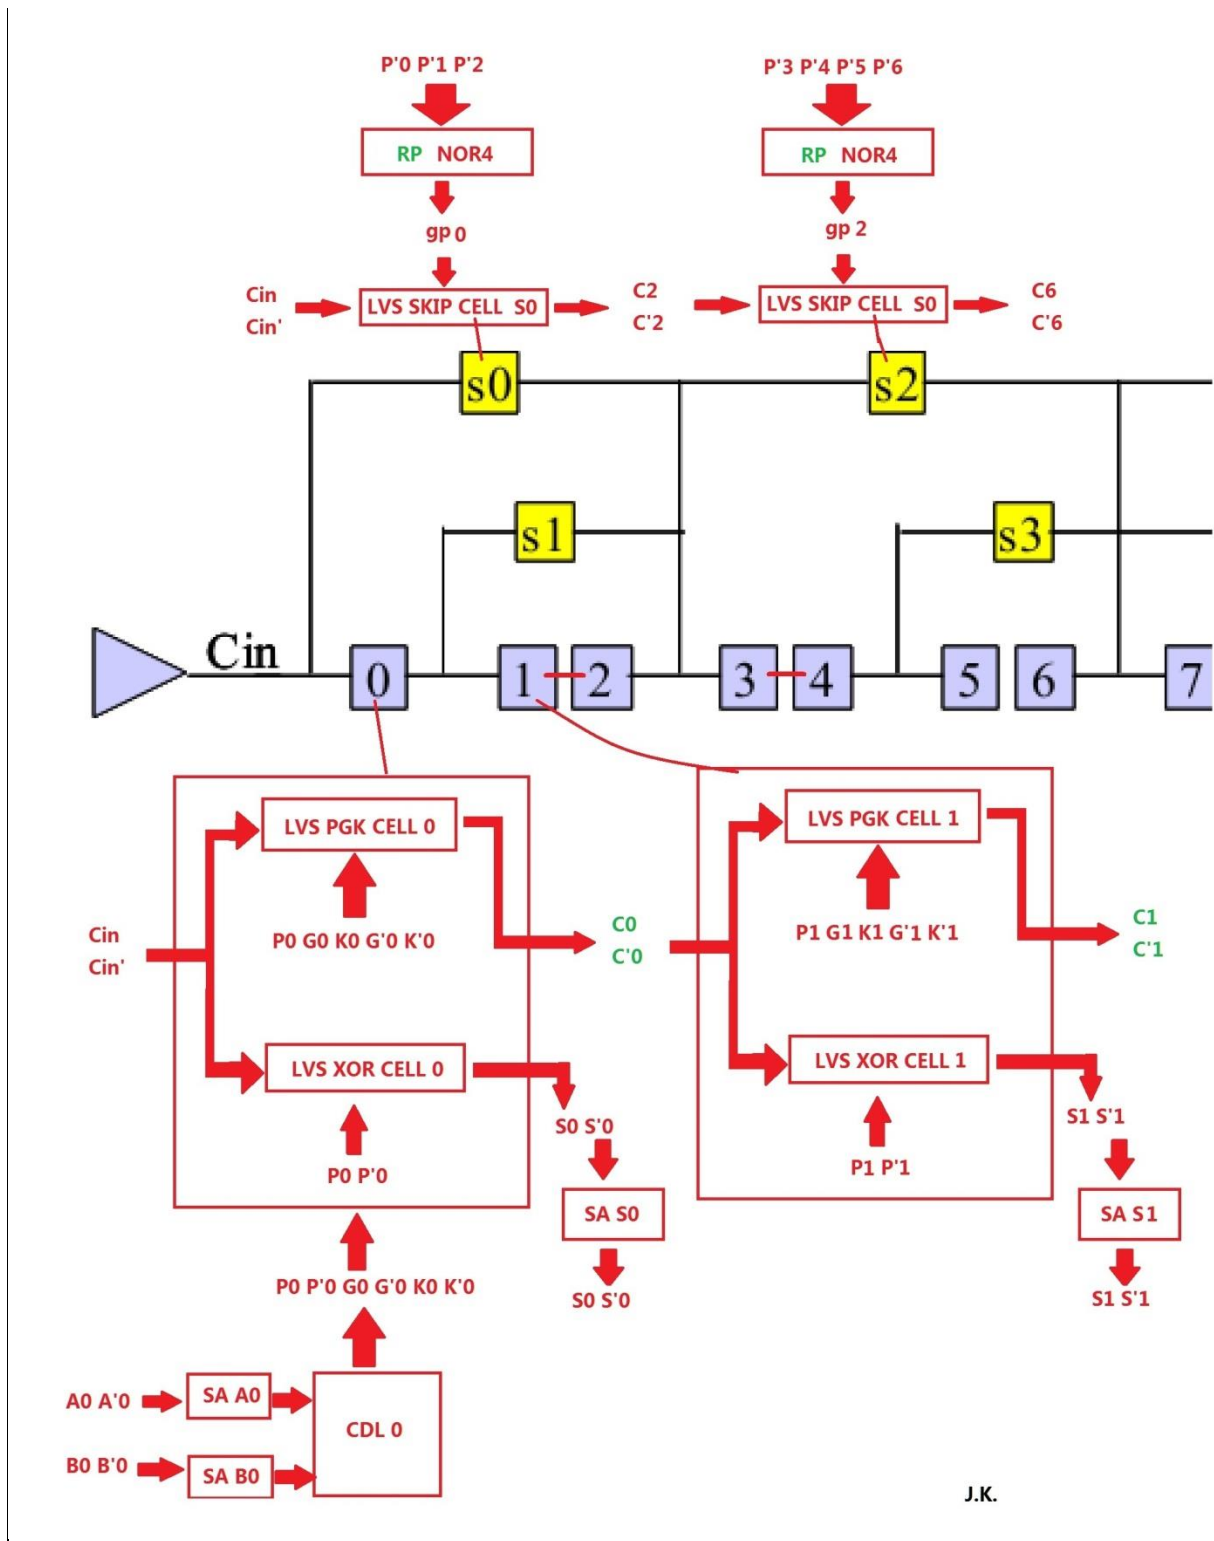 P'0 P'1 P'2
P'3 P'4 P'5 P'6
RP NOR4
RP NOR4
gp 0
gp 2
Cin
Cin'
LVS SKIP CELL S0
C2
C'2
LVS SKIP CELL S0
C6
C'6
s0
s2
s1
s3
Cin
0
1
2
3
4
5
6
7
LVS PGK CELL 0
P0 G0 K0 G'0 K'0
Cin
Cin'
C0
C'0
LVS XOR CELL 0
P0 P'0
S0 S'0
SA S0
S0 S'0
LVS PGK CELL 1
P1 G1 K1 G'1 K'1
C1
C'1
LVS XOR CELL 1
P1 P'1
S1 S'1
SA S1
S1 S'1
P0 P'0 G0 G'0 K0 K'0
A0 A'0
SA A0
CDL 0
B0 B'0
SA B0
J.K.